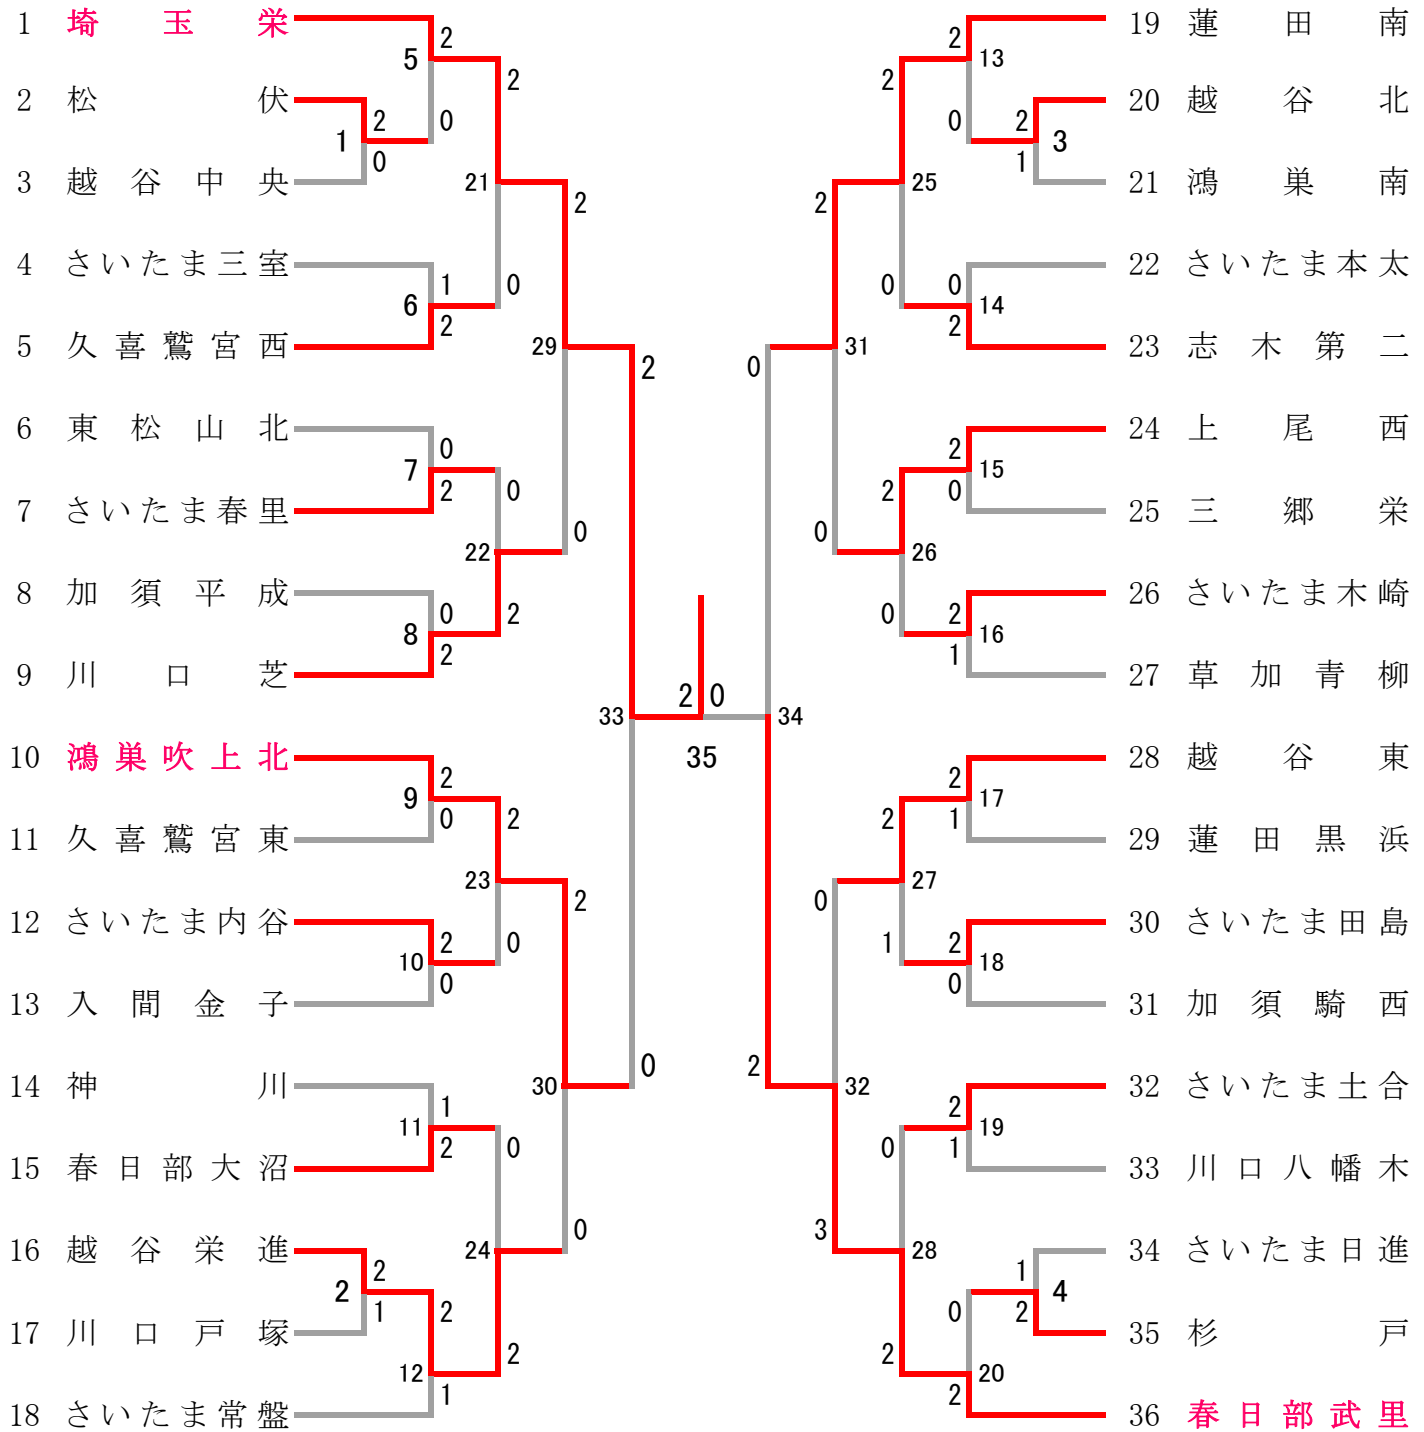 1 埼玉栄
2 松伏
3 越谷中央
4 さいたま三室
5 久喜鷲宮西
6 東松山北
7 さいたま春里
8 加須平成
9 川口芝
10 鴻巣吹上北
11 久喜鷲宮東
12 さいたま内谷
13 入間金子
14 神川
15 春日部大沼
16 越谷栄進
17 川口戸塚
18 さいたま常盤
5 2 0
1 2 0
21 2 0
6 1 2
29 2 0
7 0 2
22 0 2
8 0 2
33 2 0
9 2 0
23 2 0
10 2 0
30 2 0
11 1 2
24 0 2
2 2 1
12 2 1
2 0
35
19 蓮田南
20 越谷北
21 鴻巣南
22 さいたま本太
23 志木第二
24 上尾西
25 三郷栄
26 さいたま木崎
27 草加青柳
28 越谷東
29 蓮田黒浜
30 さいたま田島
31 加須騎西
32 さいたま土合
33 川口八幡木
34 さいたま日進
35 杉戸
36 春日部武里
2 0 13
2 1 3
2 0 25
0 2 14
2 0 31
2 0 15
2 0 26
2 1 16
0 2 34
2 1 17
2 1 27
2 0 18
0 3 32
2 1 19
0 2 28
1 2 4
0 2 20